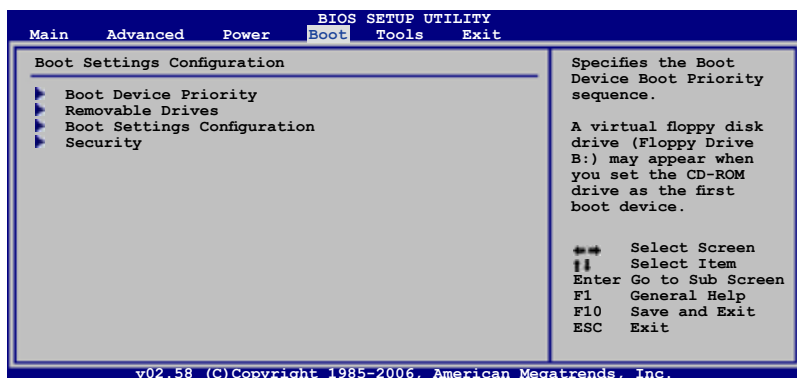 BIOS SETUP UTILITY
Main Advanced Power Boot Tools Exit
Boot Settings Configuration
Boot Device Priority
Removable Drives
Boot Settings Configuration
Security
Specifies the Boot
Device Boot Priority
sequence.
A virtual floppy disk
drive (Floppy Drive
B:) may appear when
you set the CD-ROM
drive as the first
boot device.
Select Screen
Select Item
Enter Go to Sub Screen
F1 General Help
F10 Save and Exit
ESC Exit
v02.58 (C)Copyright 1985-2006, American Megatrends, Inc.